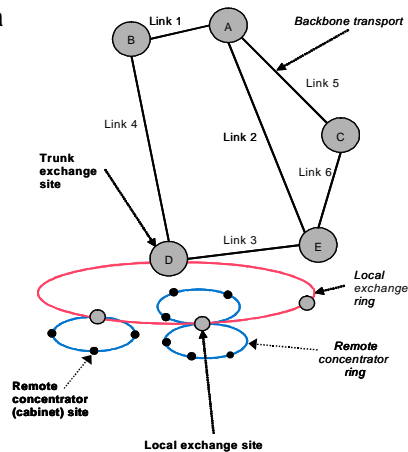 a
Link 1
A
B
Backbone transport
Link 5
Link 4
Link 2
C
Link 6
Trunk
exchange
site
Link 3
D
E
Local
exchange
ring
Remote
concentrator
ring
Remote
concentrator
(cabinet) site
Local exchange site